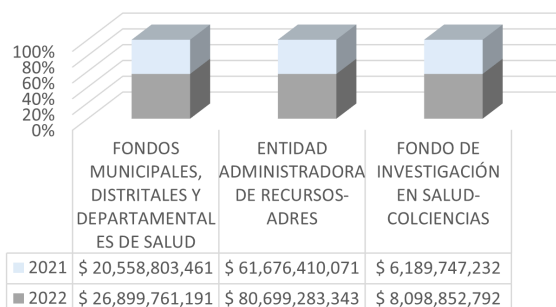 100%
80%
60%
40%
20%
0%
FONDOS
MUNICIPALES,
DISTRITALES Y
DEPARTAMENTAL
ES DE SALUD
ENTIDAD
ADMINISTRADORA
DE RECURSOS-
ADRES
FONDO DE
INVESTIGACIÓN
EN SALUD-
COLCIENCIAS
2021 $ 20,558,803,461 $ 61,676,410,071 $ 6,189,747,232
2022 $ 26,899,761,191 $ 80,699,283,343 $ 8,098,852,792